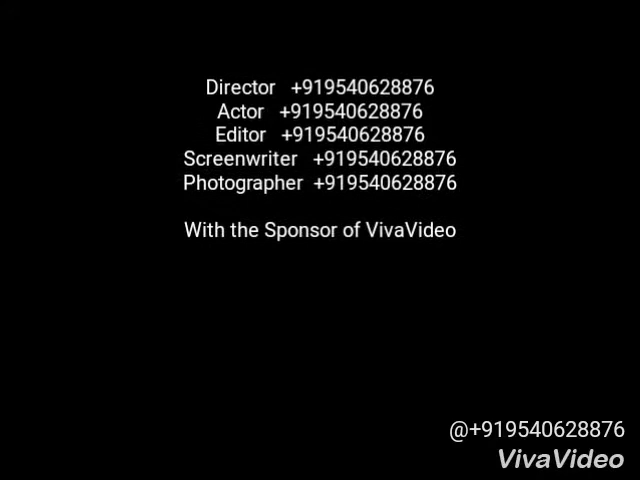 Director +919540628876
Actor +919540628876
Editor +919540628876
Screenwriter +919540628876
Photographer +919540628876
With the Sponsor of VivaVideo
@+919540628876
VivaVideo